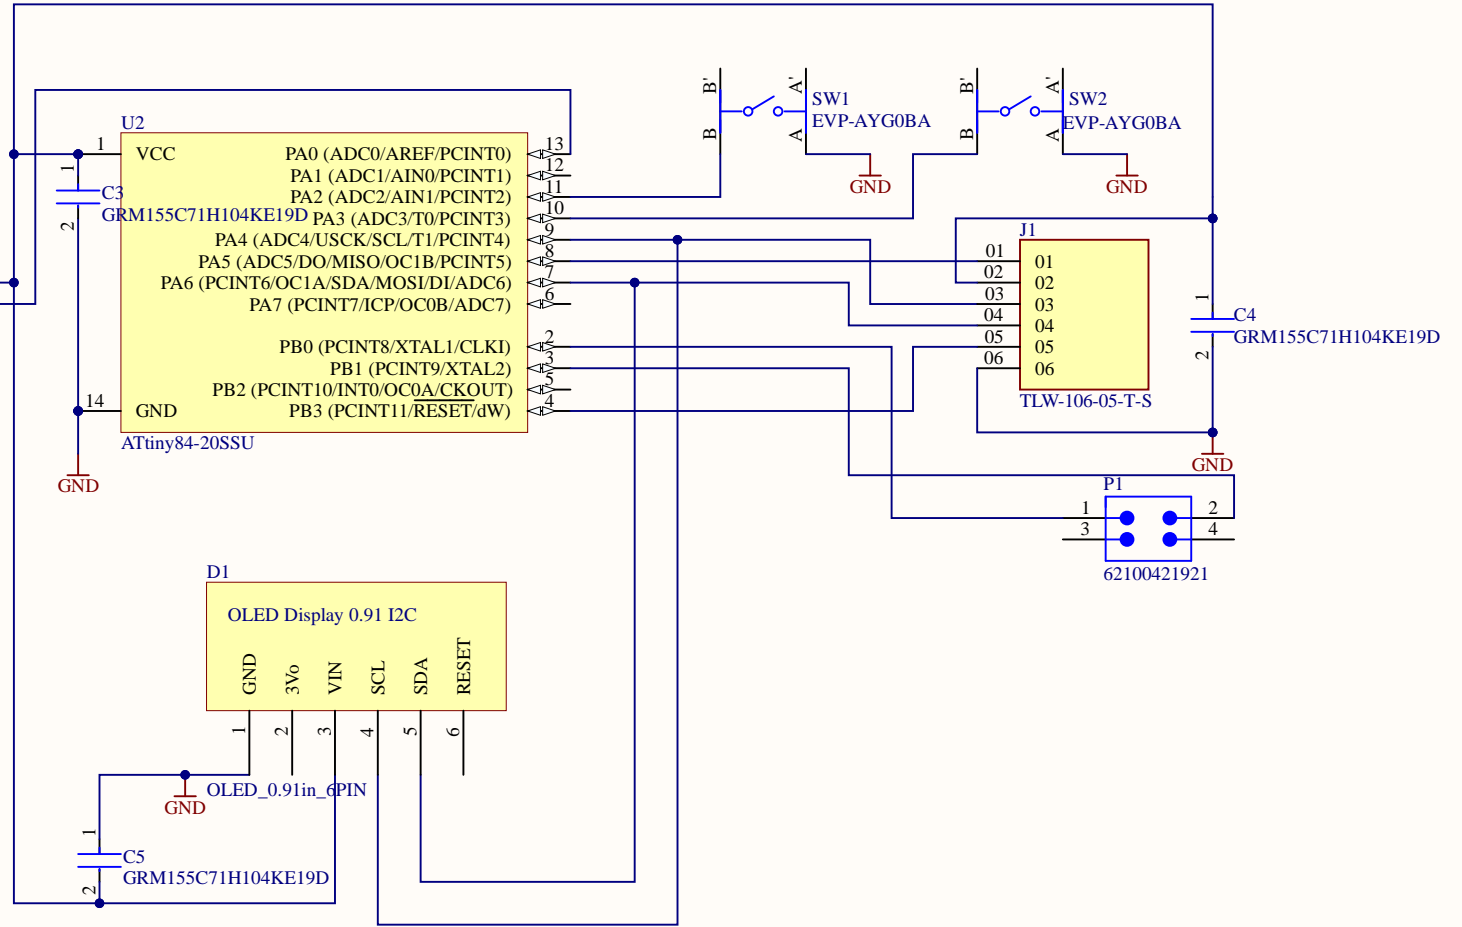 B'
A'
SW1
EVP-AYG0BA
B
A
GND
B'
A'
SW2
EVP-AYG0BA
B
A
GND
U2
1
VCC
PA0 (ADC0/AREF/PCINT0)
13
PA1 (ADC1/AIN0/PCINT1)
12
PA2 (ADC2/AIN1/PCINT2)
11
PA3 (ADC3/T0/PCINT3)
10
PA4 (ADC4/USCK/SCL/T1/PCINT4)
9
PA5 (ADC5/DO/MISO/OC1B/PCINT5)
8
PA6 (PCINT6/OC1A/SDA/MOSI/DI/ADC6)
7
PA7 (PCINT7/ICP/OC0B/ADC7)
6
PB0 (PCINT8/XTAL1/CLKI)
2
PB1 (PCINT9/XTAL2)
3
PB2 (PCINT10/INT0/OC0A/CKOUT)
5
PB3 (PCINT11/RESET/dW)
4
14
GND
ATtiny84-20SSU
1
C3
GRM155C71H104KE19D
2
GND
J1
01
01
02
02
03
03
04
04
05
05
06
06
TLW-106-05-T-S
1
C4
GRM155C71H104KE19D
2
GND
P1
1
2
3
4
62100421921
D1
OLED Display 0.91 I2C
GND
3Vo
VIN
SCL
SDA
RESET
1
2
3
4
5
6
OLED_0.91in_6PIN
GND
1
C5
GRM155C71H104KE19D
2